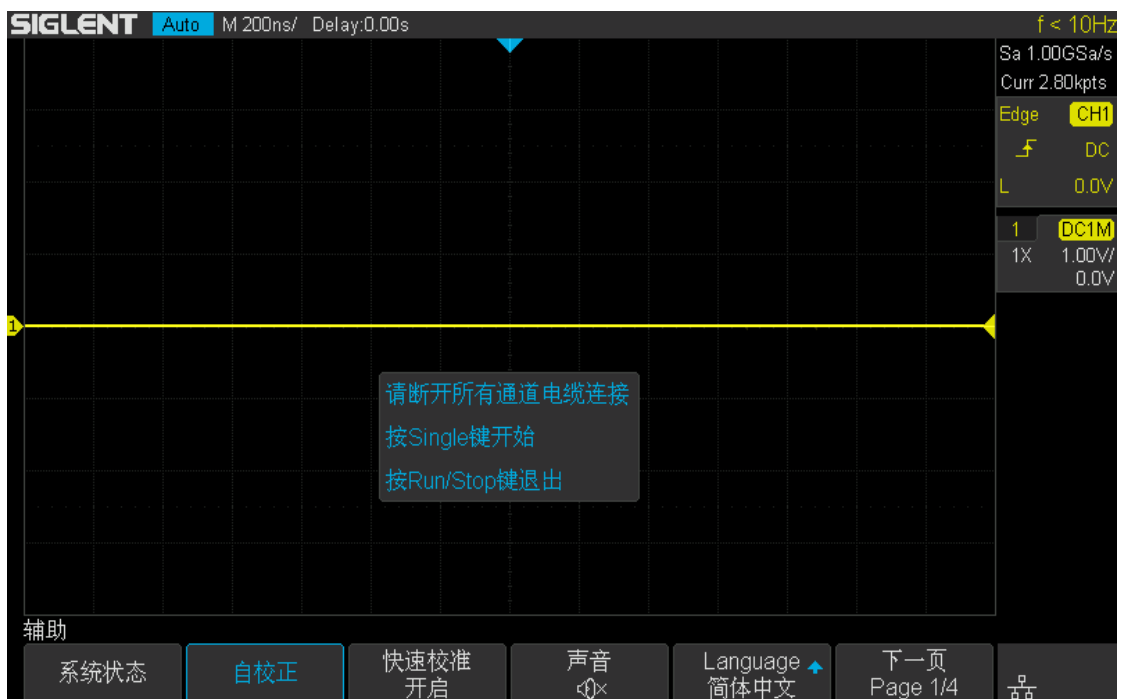 SIGLENT Auto M 200ns/ Delay:0.00s f < 10Hz
Sa 1.00GSa/s
Curr 2.80kpts
Edge CH1
DC
L 0.0V
1 DC1M
1X 1.00V/
0.0V
1
请断开所有通道电缆连接
按Single键开始
按Run/Stop键退出
辅助
系统状态
自校正
快速校准
开启
声音
Language
简体中文
下一页
Page 1/4